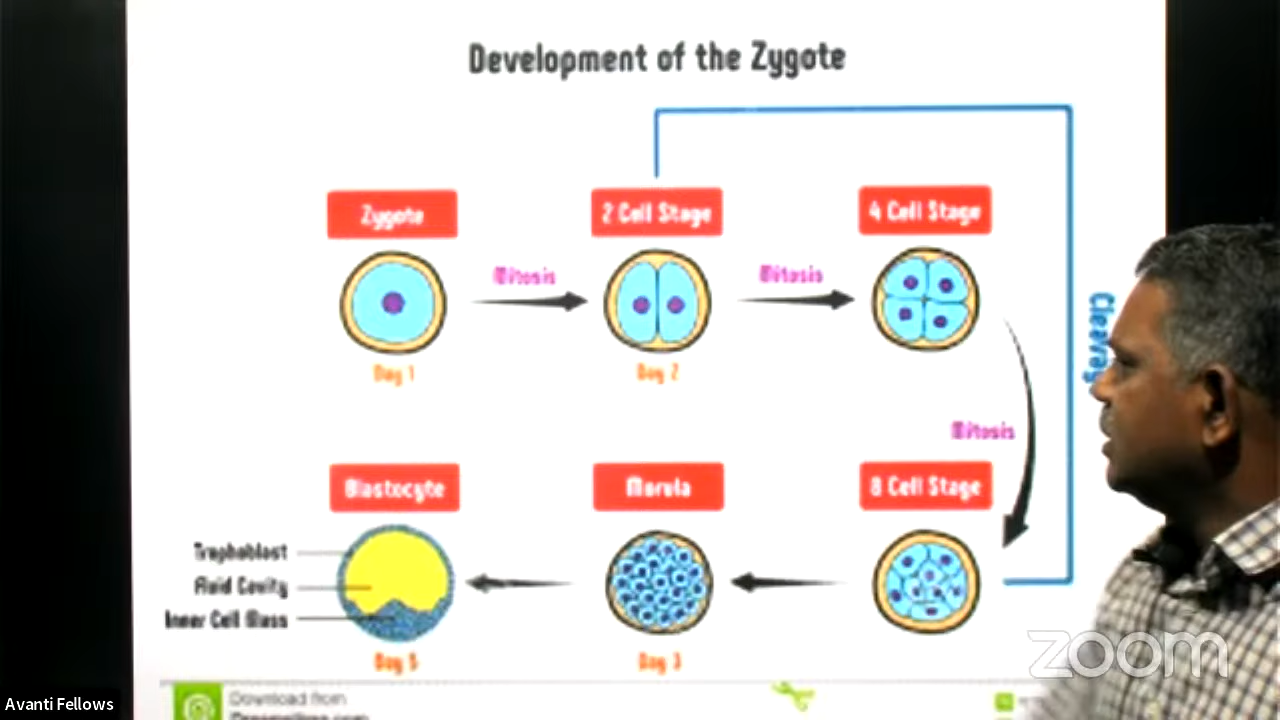 Development of the Zygote
Zygote
2 Cell Stage
4 Cell Stage
Mitosis
Mitosis
Day 1
Day 2
Cleavag
Mitosis
Blastocyte
Morula
8 Cell Stage
Trophoblast
Fluid Cavity
Inner Cell Mass
Day 5
Day 3
zoom
Avanti Fellows
Download from